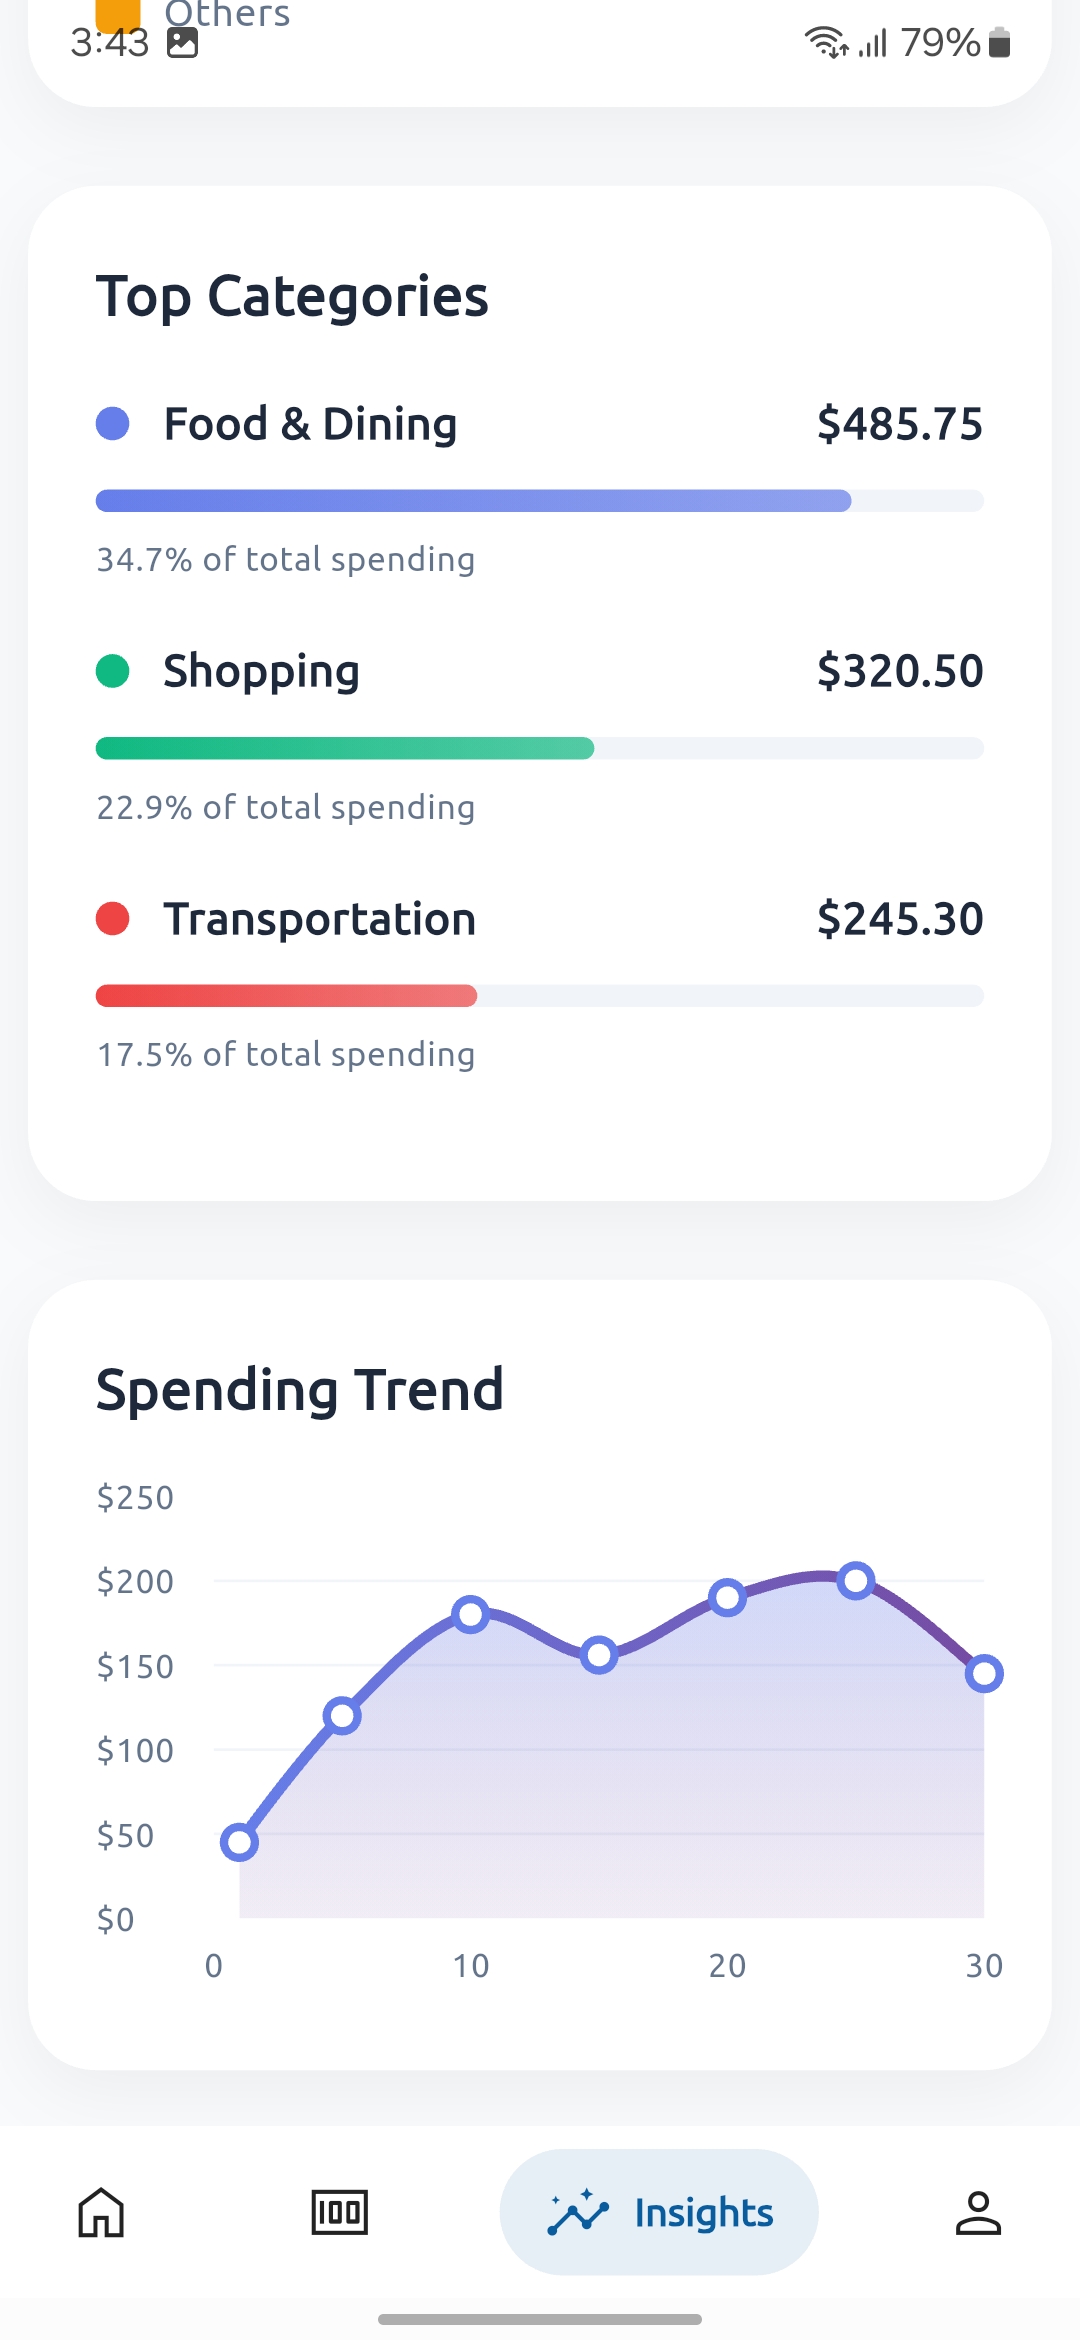 Others
3:43 79%
Top Categories
Food & Dining $485.75
34.7% of total spending
Shopping $320.50
22.9% of total spending
Transportation $245.30
17.5% of total spending
Spending Trend
$250
$200
$150
$100
$50
$0
0 10 20 30
Insights